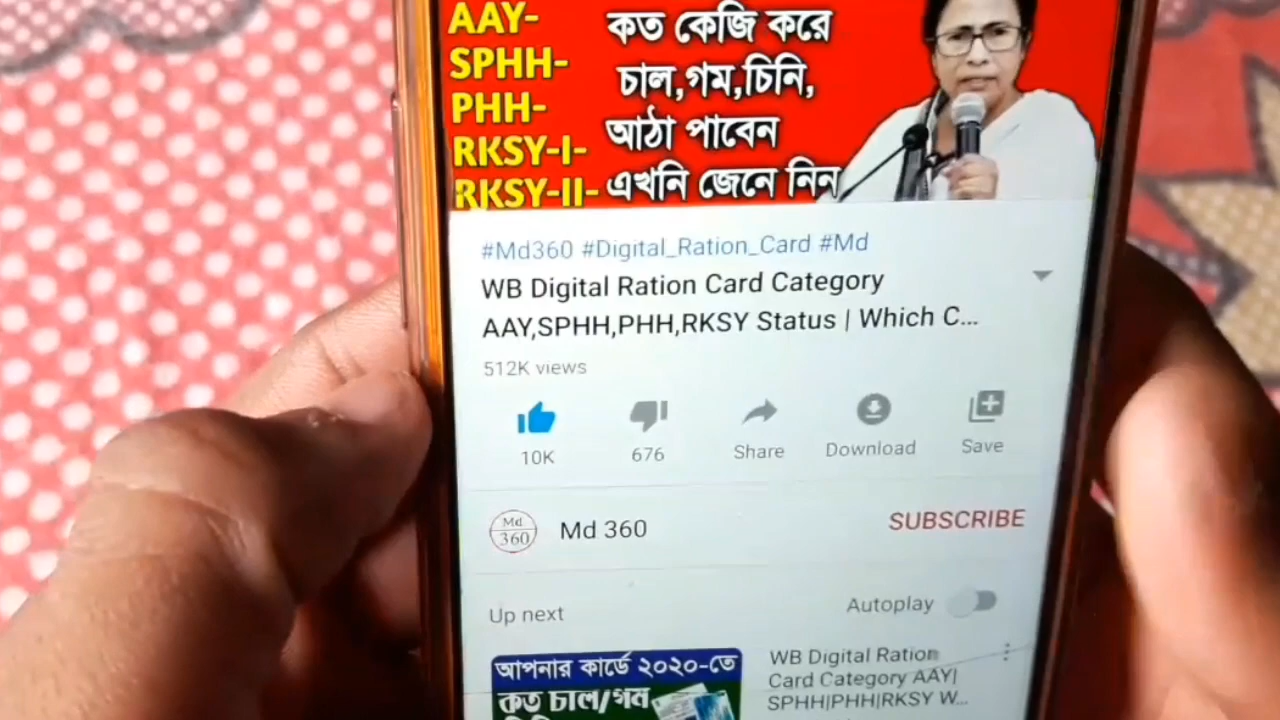 AAY-
SPHH-
PHH-
RKSY-I-
RKSY-II-
কত কেজি করে
চাল,গম,চিনি,
আঠা পাবেন
এখনি জেনে নিন
#Md360 #Digital_Ration_Card #Md
WB Digital Ration Card Category
AAY,SPHH,PHH,RKSY Status | Which C...
512K views
10K
676
Share
Download
Save
Md
360
Md 360
SUBSCRIBE
Up next
Autoplay
আপনার কার্ডে ২০২০-তে
কত চাল/গম
WB Digital Ration
Card Category AAY|
SPHH|PHH|RKSY W...